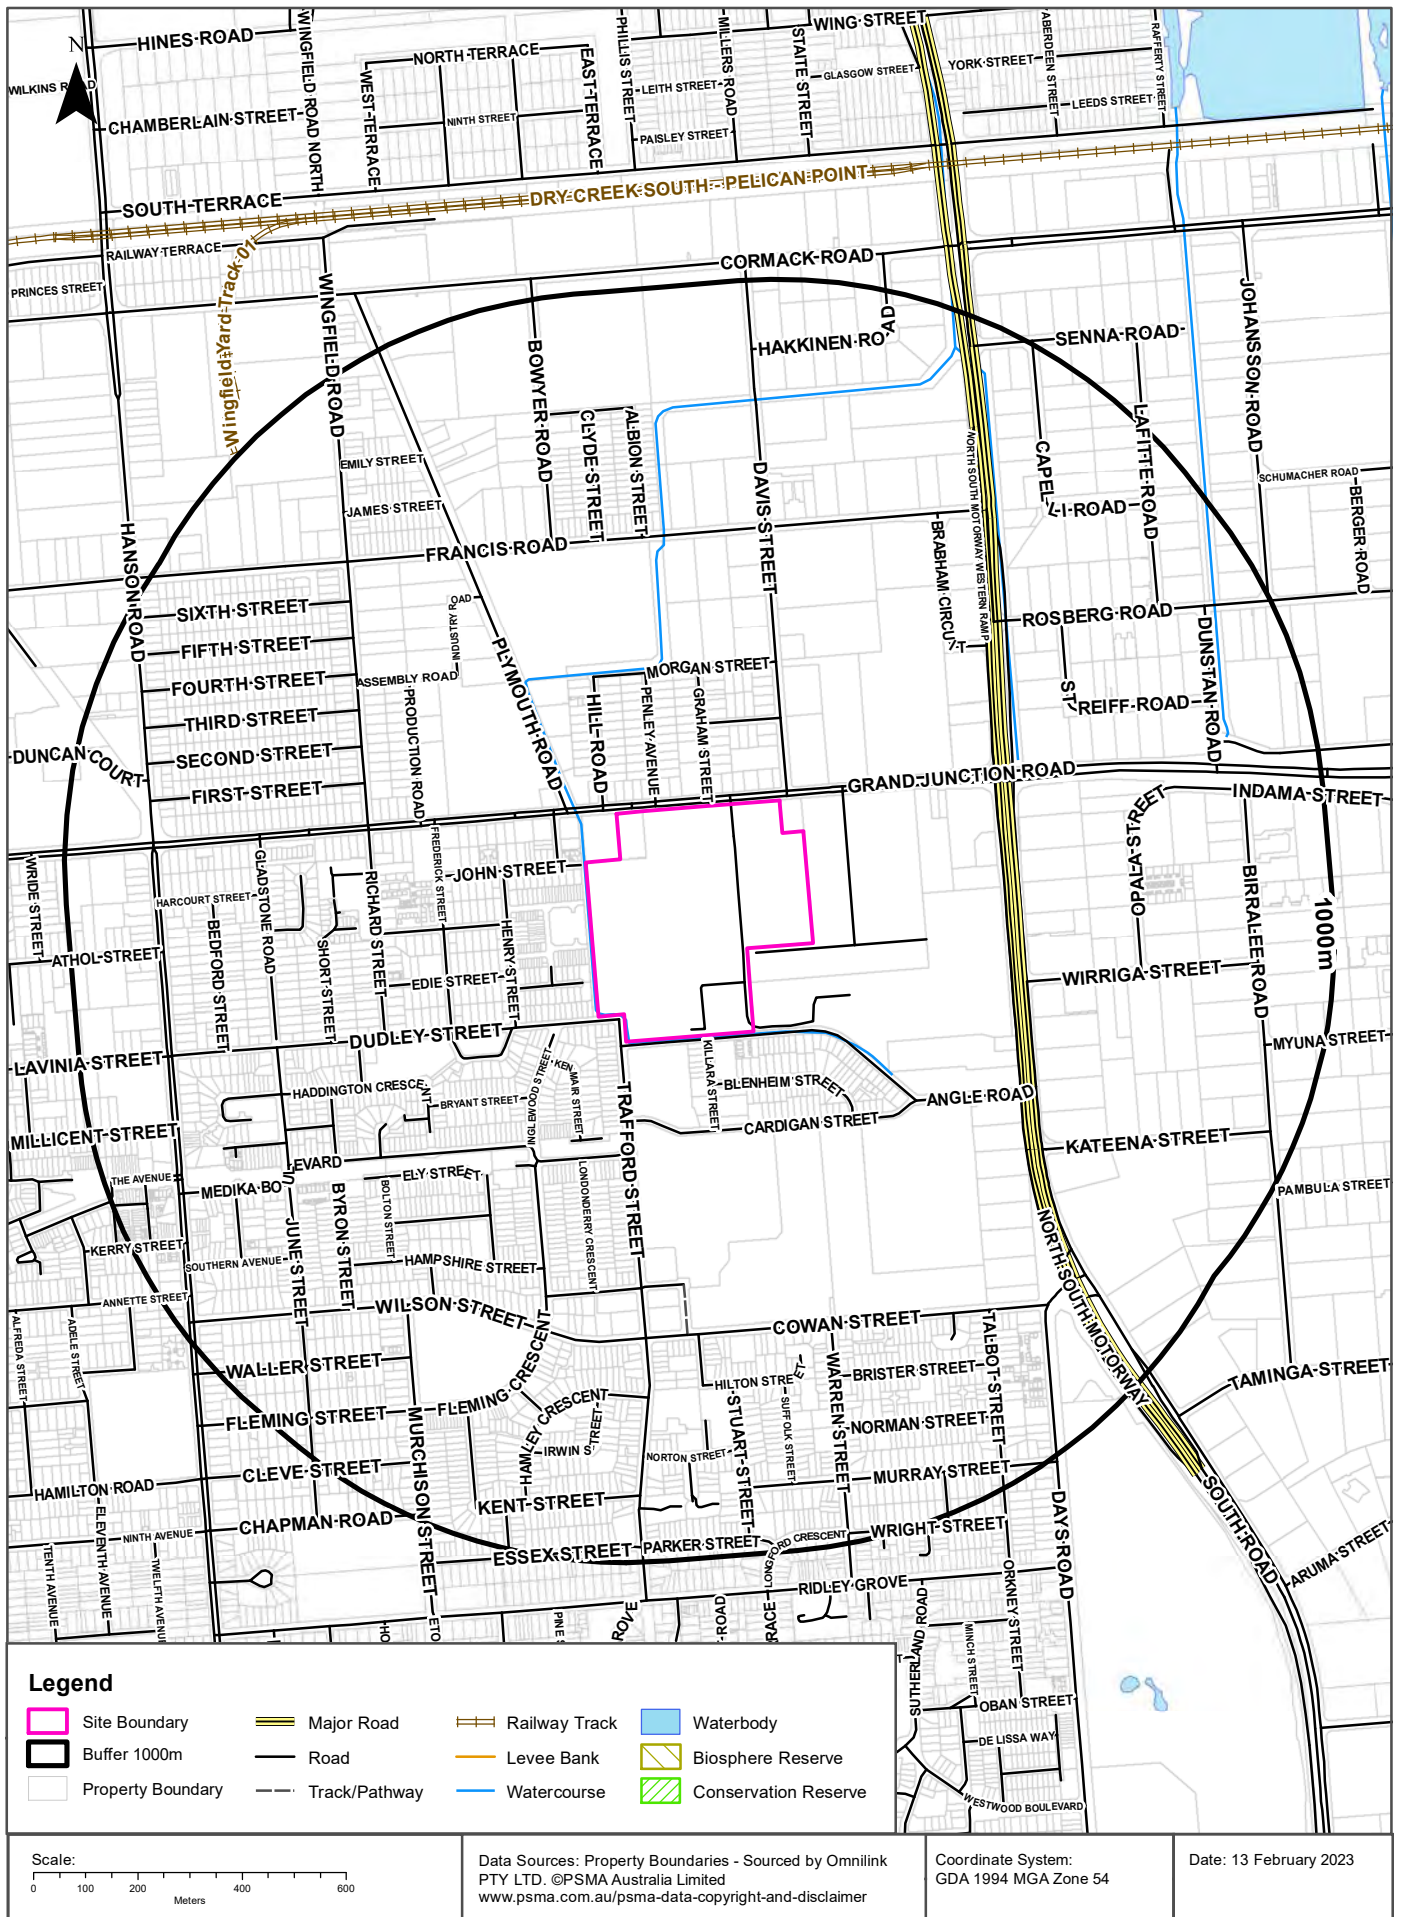 N
HINES ROAD
WINGFIELD ROAD NORTH
NORTH TERRACE
WEST TERRACE
EAST TERRACE
PHILLIS STREET
MILLERS ROAD
STAITE STREET
WING STREET
GLASGOW STREET
YORK STREET
ABERDEEN STREET
RAFFERTY STREET
LEITH STREET
LEEDS STREET
CHAMBERLAIN STREET
NINTH STREET
PAISLEY STREET
SOUTH TERRACE
DRY CREEK SOUTH - PELICAN POINT
RAILWAY TERRACE
PRINCES STREET
Wingfield Yard Track 01
CORMACK ROAD
WINGFIELD ROAD
BOWYER ROAD
HAKKINEN ROAD
SENNA ROAD
JOHANSSON ROAD
CLYDE STREET
ALBION STREET
LAFITTE ROAD
EMILY STREET
DAVIS STREET
CAPELLI ROAD
SCHUMACHER ROAD
BERGER ROAD
JAMES STREET
HANSON ROAD
FRANCIS ROAD
BRABHAM CIRCUIT
NORTH SOUTH MOTORWAY WESTERN RAMP
SIXTH STREET
INDUSTRY ROAD
ROSBERG ROAD
FIFTH STREET
PLYMOUTH ROAD
DUNSTAN ROAD
FOURTH STREET
ASSEMBLY ROAD
MORGAN STREET
THIRD STREET
PRODUCTION ROAD
HILL ROAD
PENLEY AVENUE
GRAHAM STREET
STREIFF ROAD
DUNCAN COURT
SECOND STREET
FIRST STREET
GRAND JUNCTION ROAD
INDAMA STREET
OPALA STREET
WRIDE STREET
GLADSTONE ROAD
FREDERICK STREET
JOHN STREET
HARCOURT STREET
RICHARD STREET
BIRRALEE ROAD
1000m
ATHOL STREET
BEDFORD STREET
SHORT STREET
HENRY STREET
EDIE STREET
WIRRIGA STREET
LAVINIA STREET
DUDLEY STREET
MYUNA STREET
HADDINGTON CRESCENT
BRYANT STREET
INGLEWOOD STREET
KENMAIR STREET
TRAFFORD STREET
KILLARA STREET
BLENHEIM STREET
ANGLE ROAD
CARDIGAN STREET
MILLICENT STREET
KATEENA STREET
THE AVENUE
MEDIKA BOULEVARD
ELY STREET
BOLTON STREET
BYRON STREET
JUNE STREET
LONDONDERRY CRESCENT
PAMBULA STREET
KERRY STREET
SOUTHERN AVENUE
HAMPSHIRE STREET
NORTH SOUTH MOTORWAY
ANNETTE STREET
ALFREDA STREET
ADELE STREET
WILSON STREET
COWAN STREET
TALBOT STREET
WALLER STREET
FLEMING CRESCENT
HILTON STREET
WARREN STREET
BRISTER STREET
TAMINGA STREET
FLEMING STREET
HAMLEY CRESCENT
STUART STREET
SUFFOLK STREET
NORMAN STREET
MURCHISON STREET
IRWIN STREET
NORTON STREET
HAMILTON ROAD
CLEVE STREET
MURRAY STREET
KENT STREET
DAYS ROAD
SOUTH ROAD
ELEVENTH AVENUE
NINTH AVENUE
CHAPMAN ROAD
ESSEX STREET
PARKER STREET
LONGFORD CRESCENT
WRIGHT STREET
ARUMA STREET
TENTH AVENUE
TWELFTH AVENUE
RIDLEY GROVE
ORKNEY STREET
SUTHERLAND ROAD
MINCH STREET
OBAN STREET
DE LISSA WAY
WESTWOOD BOULEVARD
Legend
Site Boundary
Buffer 1000m
Property Boundary
Major Road
Road
Track/Pathway
Railway Track
Levee Bank
Watercourse
Waterbody
Biosphere Reserve
Conservation Reserve
Scale:
0 100 200 400 600
Meters
Data Sources: Property Boundaries - Sourced by Omnilink
PTY LTD. ©PSMA Australia Limited
www.psma.com.au/psma-data-copyright-and-disclaimer
Coordinate System:
GDA 1994 MGA Zone 54
Date: 13 February 2023